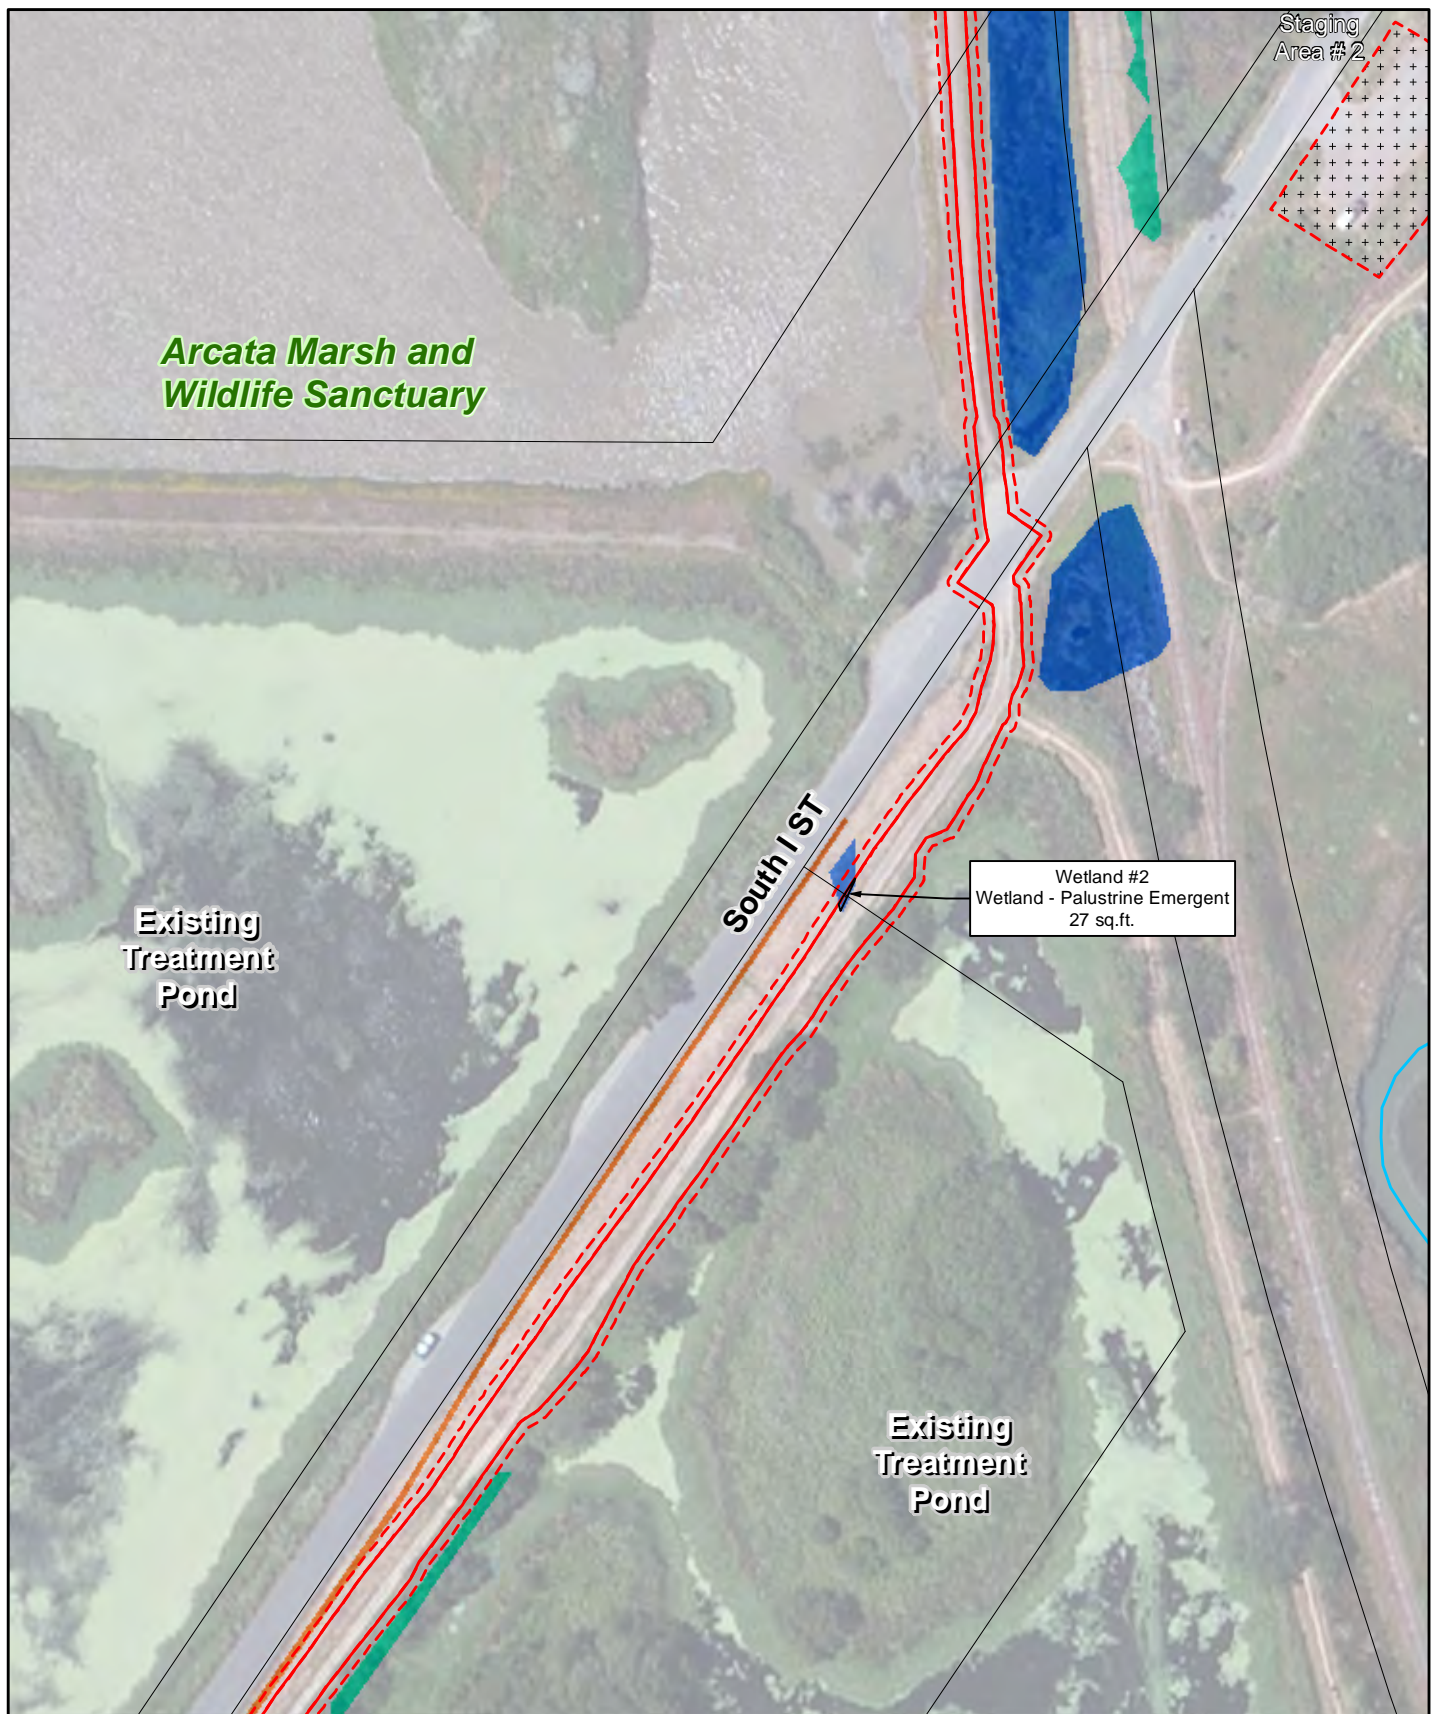 Staging
Area # 2
Arcata Marsh and
Wildlife Sanctuary
South I ST
Wetland #2
Wetland - Palustrine Emergent
27 sq.ft.
Existing
Treatment
Pond
Existing
Treatment
Pond